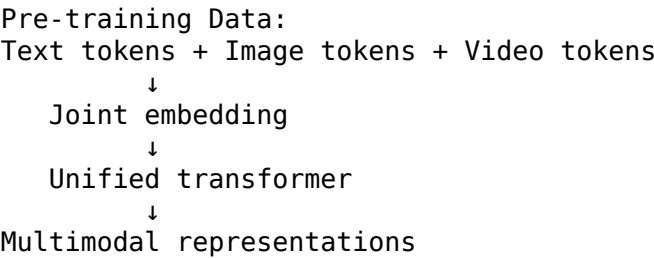 Pre-training Data:
Text tokens + Image tokens + Video tokens
↓
Joint embedding
↓
Unified transformer
↓
Multimodal representations